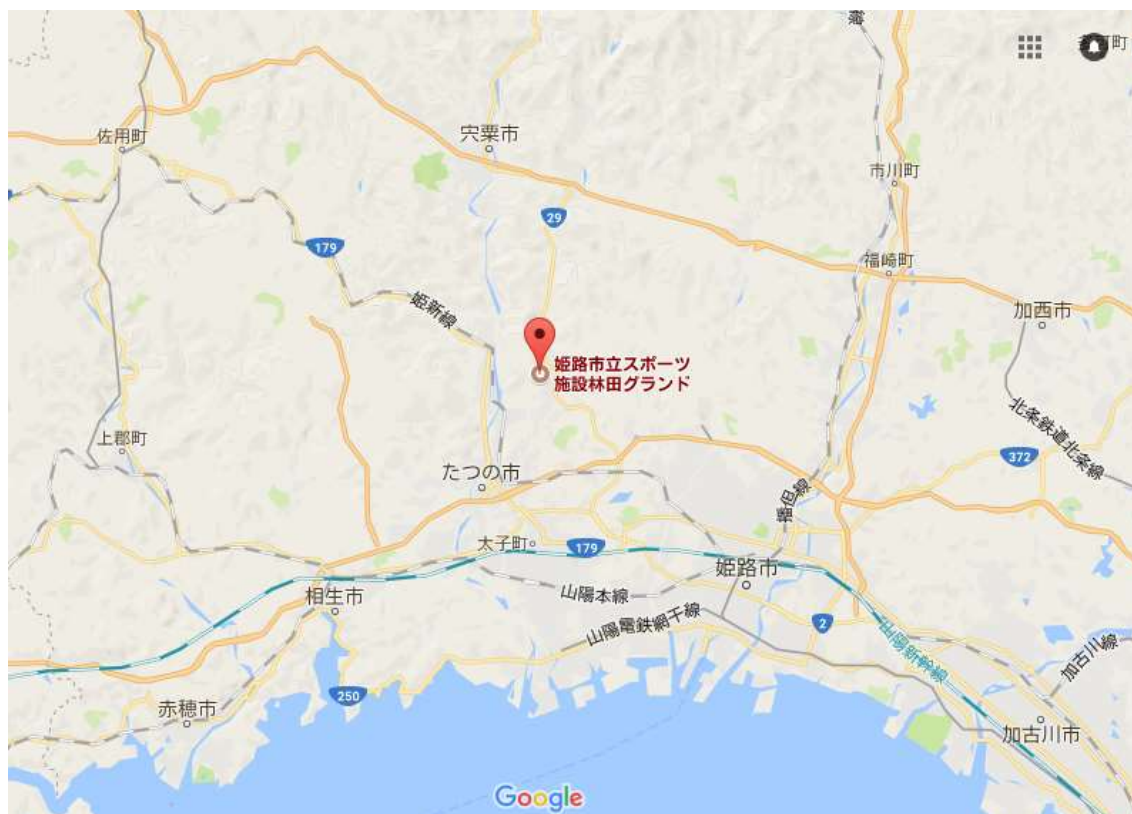 佐用町
宍粟市
29
179
市川町
福崎町
加西市
姫新線
姫路市立スポーツ
施設林田グランド
北条鉄道北条線
372
上郡町
たつの市
播但線
太子町
179
姫路市
相生市
山陽本線
山陽電鉄網干線
2
山陽新幹線
加古川線
250
赤穂市
加古川市
Google